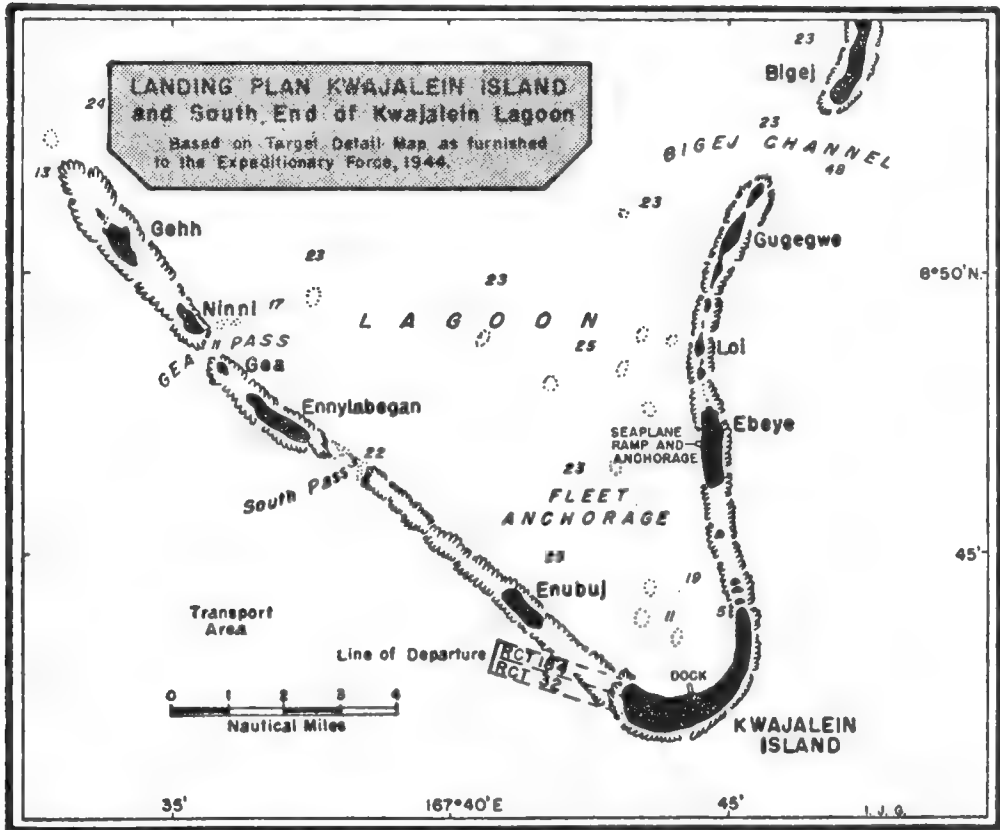 23
Bigej
LANDING PLAN KWAJALEIN ISLAND
and South End of Kwajalein Lagoon
Based on Target Detail Map as furnished
to the Expeditionary Force, 1944.
24
23
BIGEJ CHANNEL
48
13
23
Gehh
Gugegwe
23
8°50'N.
23
Ninni 17
LAGOON
25
GEA PASS
11
Loi
Gea
Ennylabegan
Ebeye
SEAPLANE
RAMP AND
ANCHORAGE
22
South Pass
23
FLEET
ANCHORAGE
45'
19
Enubuj
5
11
Transport
Area
Line of Departure
RCT 184
RCT 32
DOCK
0 1 2 3 4
Nautical Miles
KWAJALEIN
ISLAND
35'
167°40'E
45'
I.J.G.